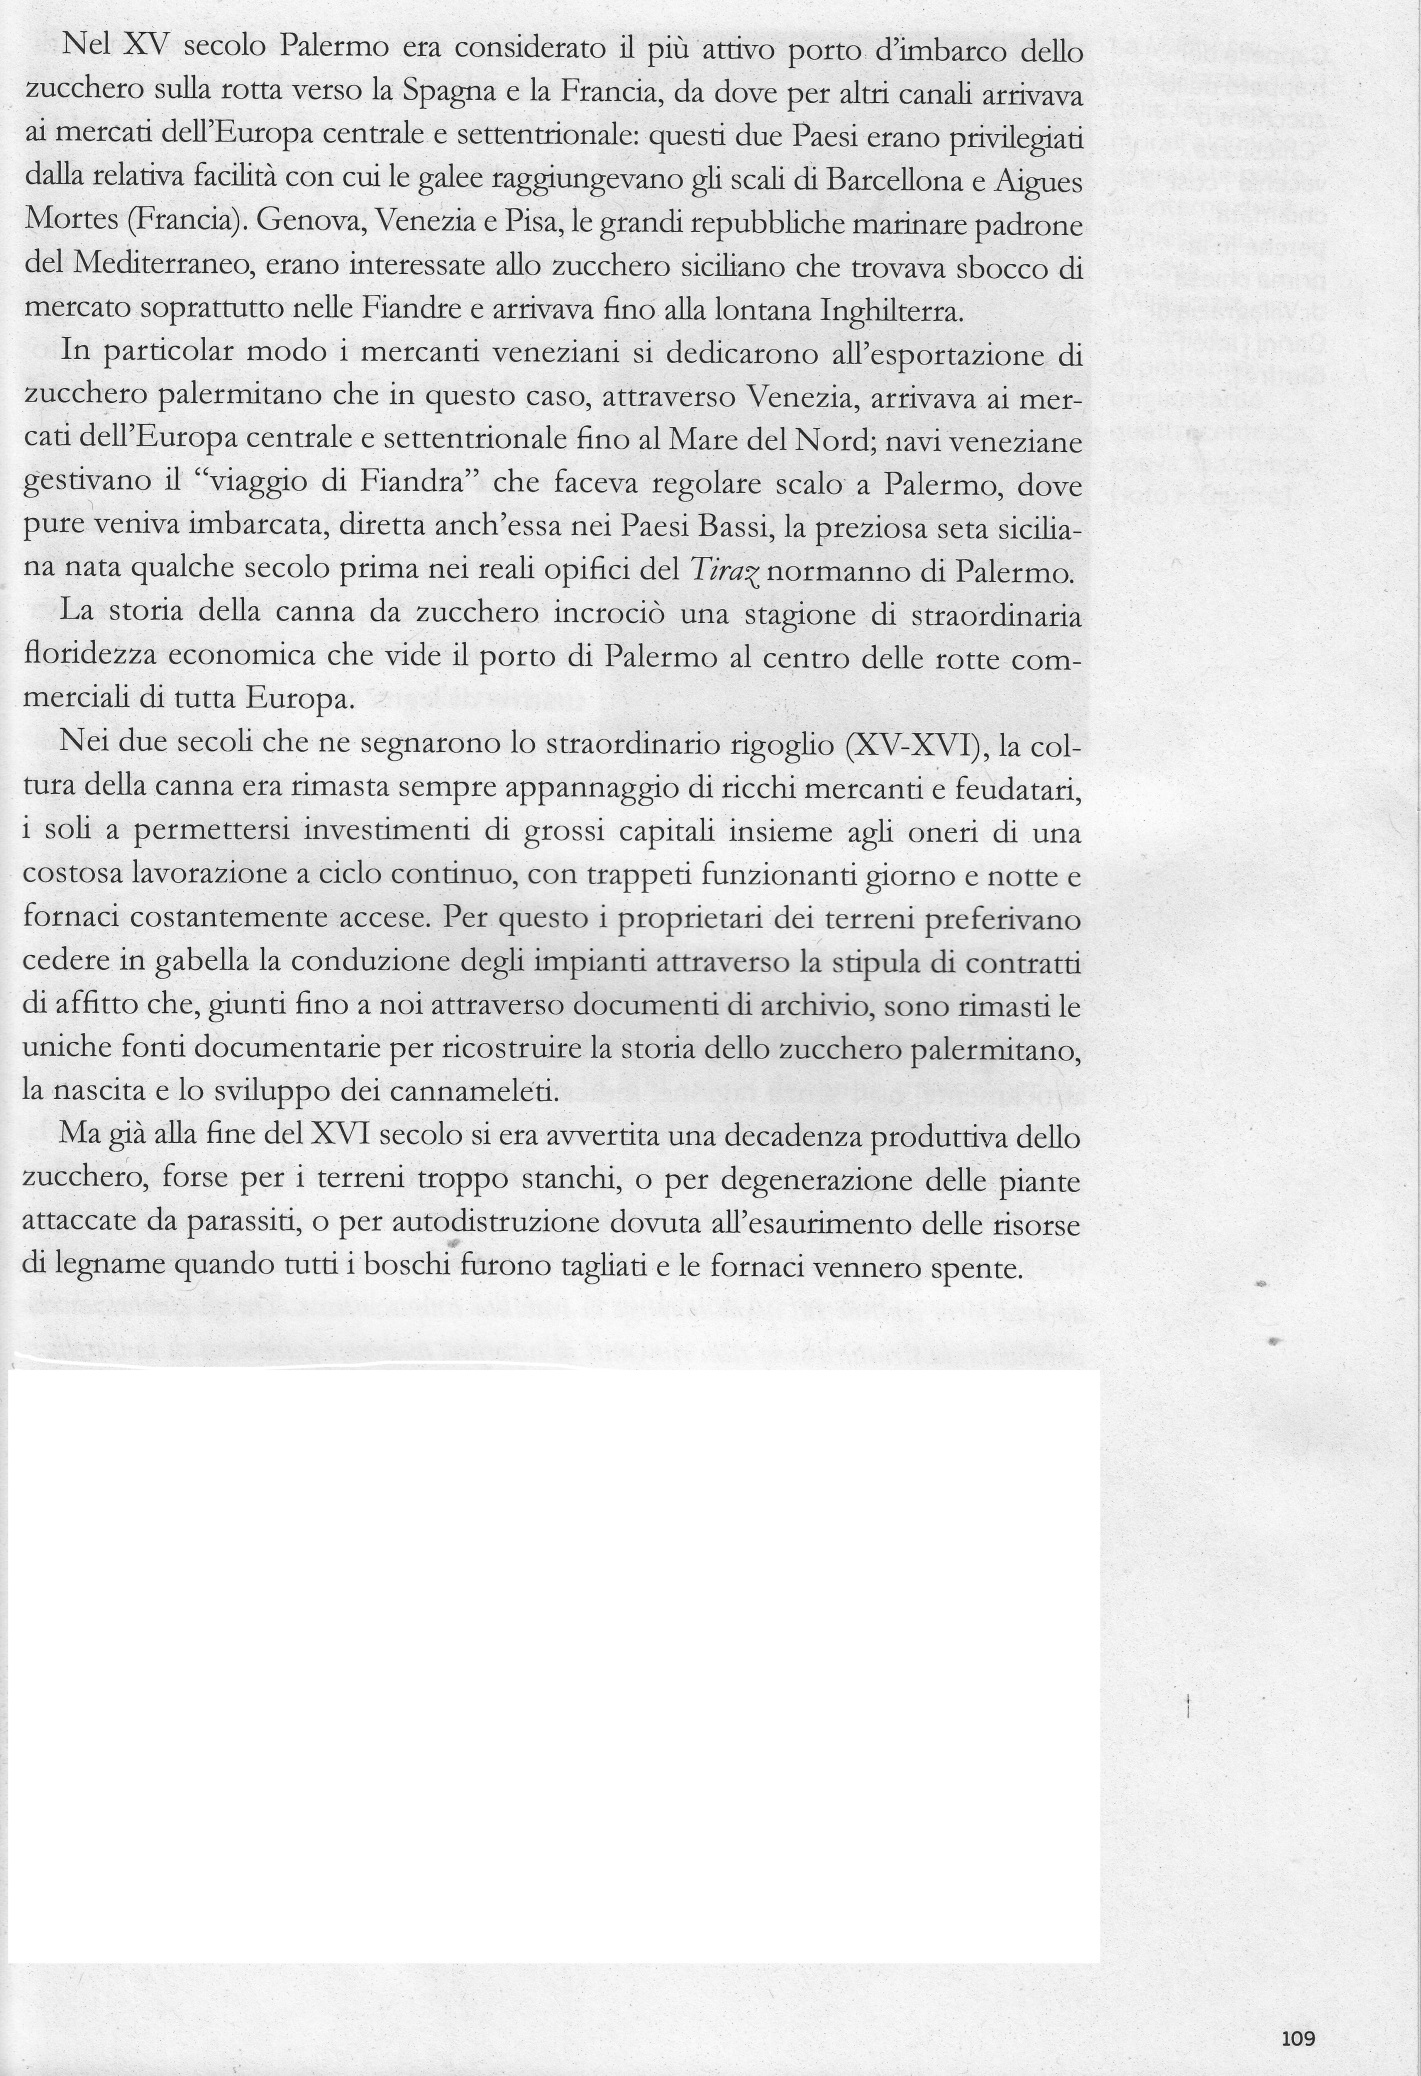 Nel XV secolo Palermo era considerato il più attivo porto d'imbarco dello
zucchero sulla rotta verso la Spagna e la Francia, da dove per altri canali arrivava
ai mercati dell'Europa centrale e settentrionale: questi due Paesi erano privilegiati
dalla relativa facilità con cui le galee raggiungevano gli scali di Barcellona e Aigues
Mortes (Francia). Genova, Venezia e Pisa, le grandi repubbliche marinare padrone
del Mediterraneo, erano interessate allo zucchero siciliano che trovava sbocco di
mercato soprattutto nelle Fiandre e arrivava fino alla lontana Inghilterra.
In particolar modo i mercanti veneziani si dedicarono all'esportazione di
zucchero palermitano che in questo caso, attraverso Venezia, arrivava ai mer-
cati dell'Europa centrale e settentrionale fino al Mare del Nord; navi veneziane
gestivano il “viaggio di Fiandra” che faceva regolare scalo a Palermo, dove
pure veniva imbarcata, diretta anch'essa nei Paesi Bassi, la preziosa seta sicilia-
na nata qualche secolo prima nei reali opifici del Tiraz normanno di Palermo.
La storia della canna da zucchero incrociò una stagione di straordinaria
floridezza economica che vide il porto di Palermo al centro delle rotte com-
merciali di tutta Europa.
Nei due secoli che ne segnarono lo straordinario rigoglio (XV-XVI), la col-
tura della canna era rimasta sempre appannaggio di ricchi mercanti e feudatari,
i soli a permettersi investimenti di grossi capitali insieme agli oneri di una
costosa lavorazione a ciclo continuo, con trappeti funzionanti giorno e notte e
fornaci costantemente accese. Per questo i proprietari dei terreni preferivano
cedere in gabella la conduzione degli impianti attraverso la stipula di contratti
di affitto che, giunti fino a noi attraverso documenti di archivio, sono rimasti le
uniche fonti documentarie per ricostruire la storia dello zucchero palermitano,
la nascita e lo sviluppo dei cannameleti.
Ma già alla fine del XVI secolo si era avvertita una decadenza produttiva dello
zucchero, forse per i terreni troppo stanchi, o per degenerazione delle piante
attaccate da parassiti, o per autodistruzione dovuta all'esaurimento delle risorse
di legname quando tutti i boschi furono tagliati e le fornaci vennero spente.
109